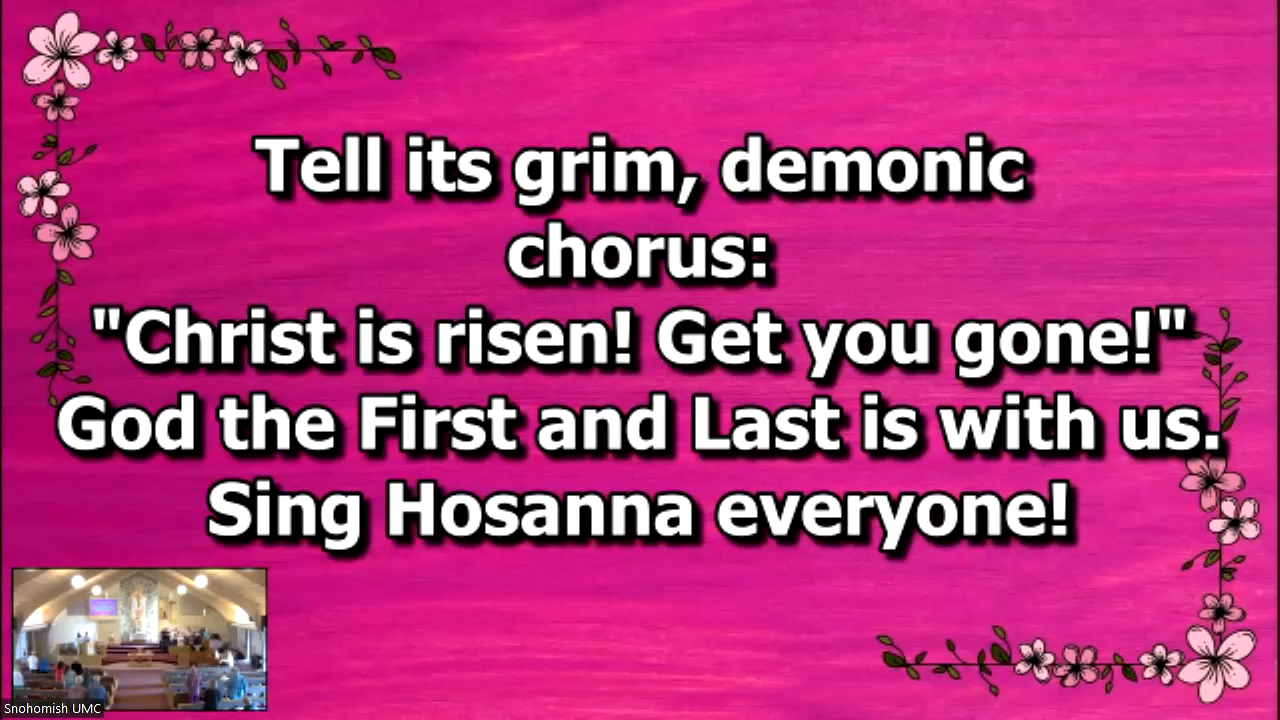 Tell its grim, demonic
chorus:
"Christ is risen! Get you gone!"
God the First and Last is with us.
Sing Hosanna everyone!
Snohomish UMC